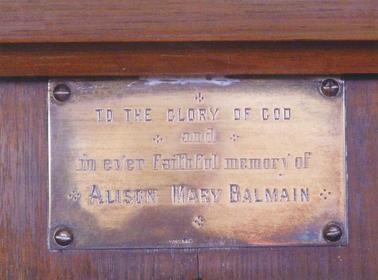 TO THE GLORY OF GOD
and
in ever faithful memory of
ALISON MARY BALMAIN